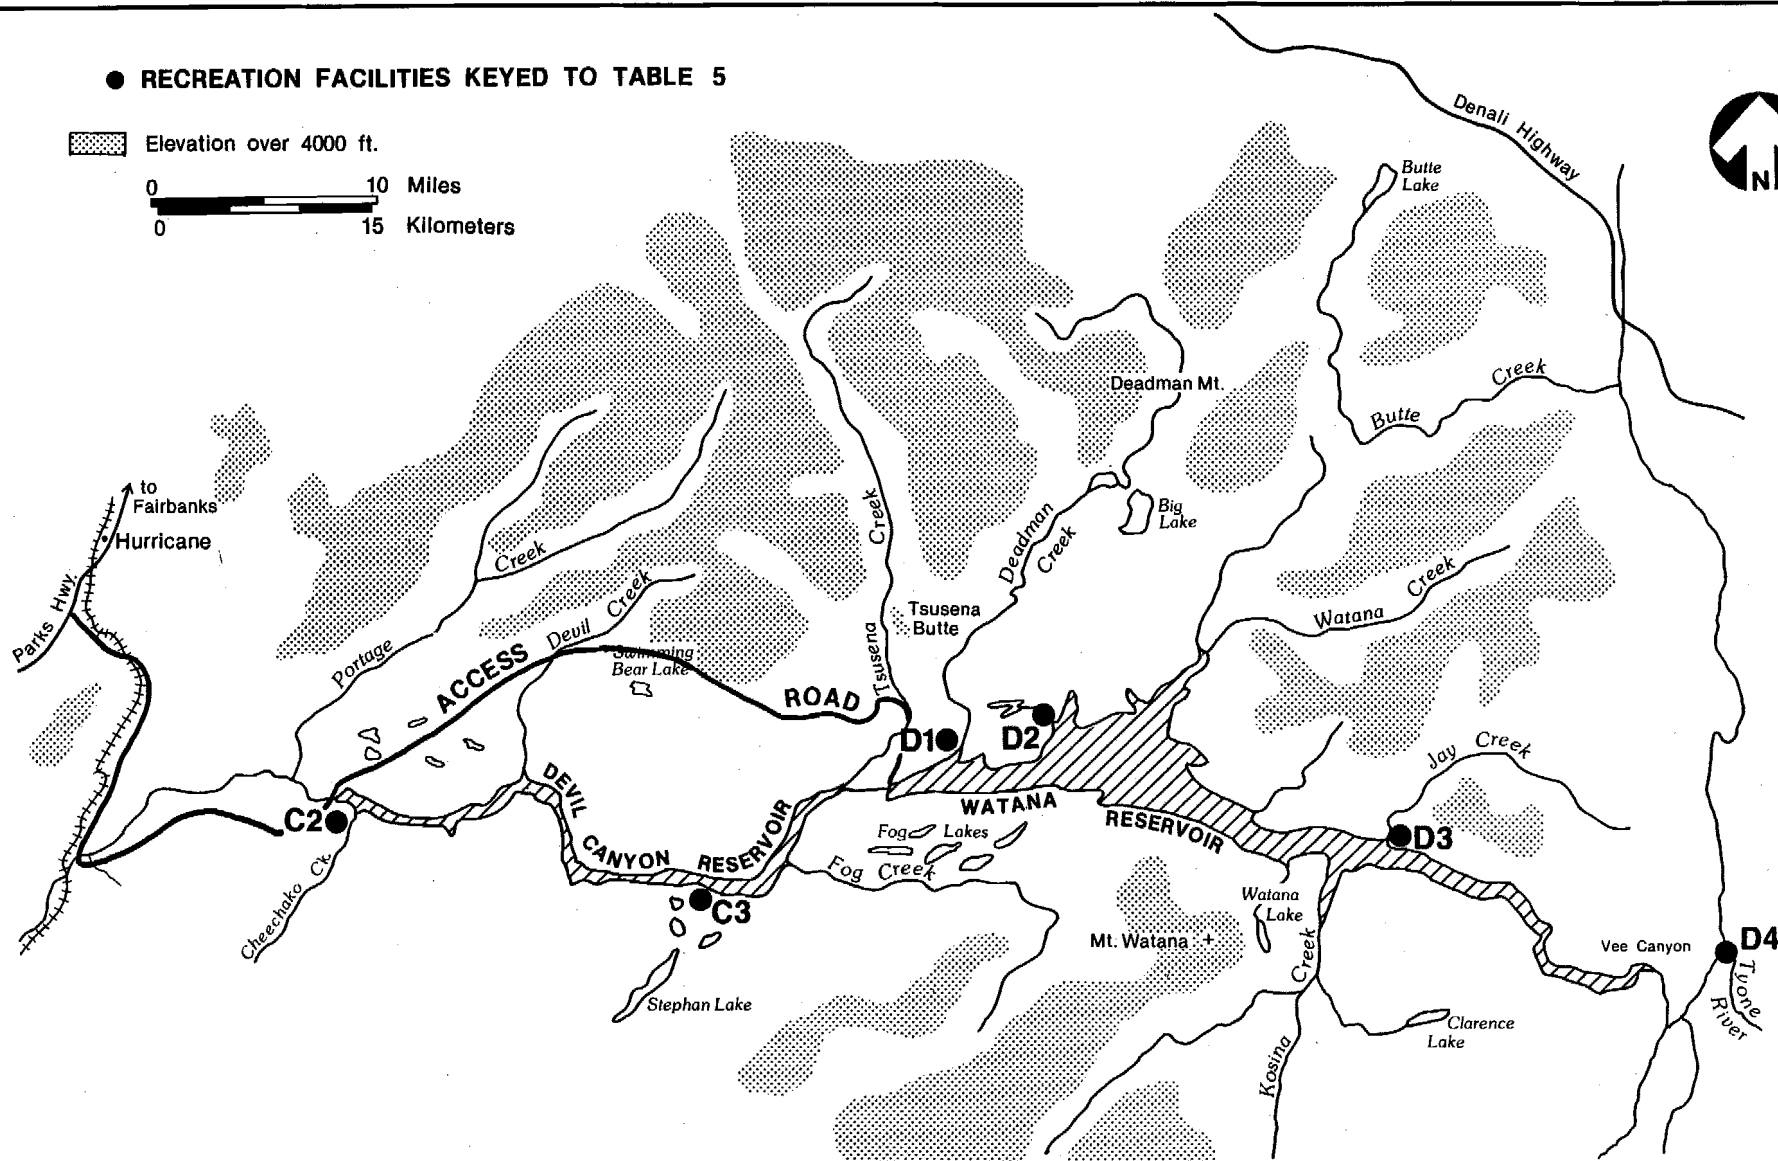 RECREATION FACILITIES KEYED TO TABLE 5
Elevation over 4000 ft.
0 10 Miles
0 15 Kilometers
Denali Highway
N
Butte
Lake
Deadman Mt.
Butte Creek
to
Fairbanks
Hurricane
Parks Hwy.
Creek
Big
Lake
Deadman
Creek
Creek
Portage
Devil Creek
Tsusena
Butte
Watana Creek
ACCESS
Swimming
Bear Lake
ROAD
Tsusena
D1
D2
Jay Creek
DEVIL
CANYON RESERVOIR
WATANA
RESERVOIR
C2
Fog Lakes
Fog Creek
D3
Cheechako Ck.
C3
Watana
Lake
Mt. Watana +
Creek
Vee Canyon
D4
Tyone
River
Stephan Lake
Clarence
Lake
Kosina